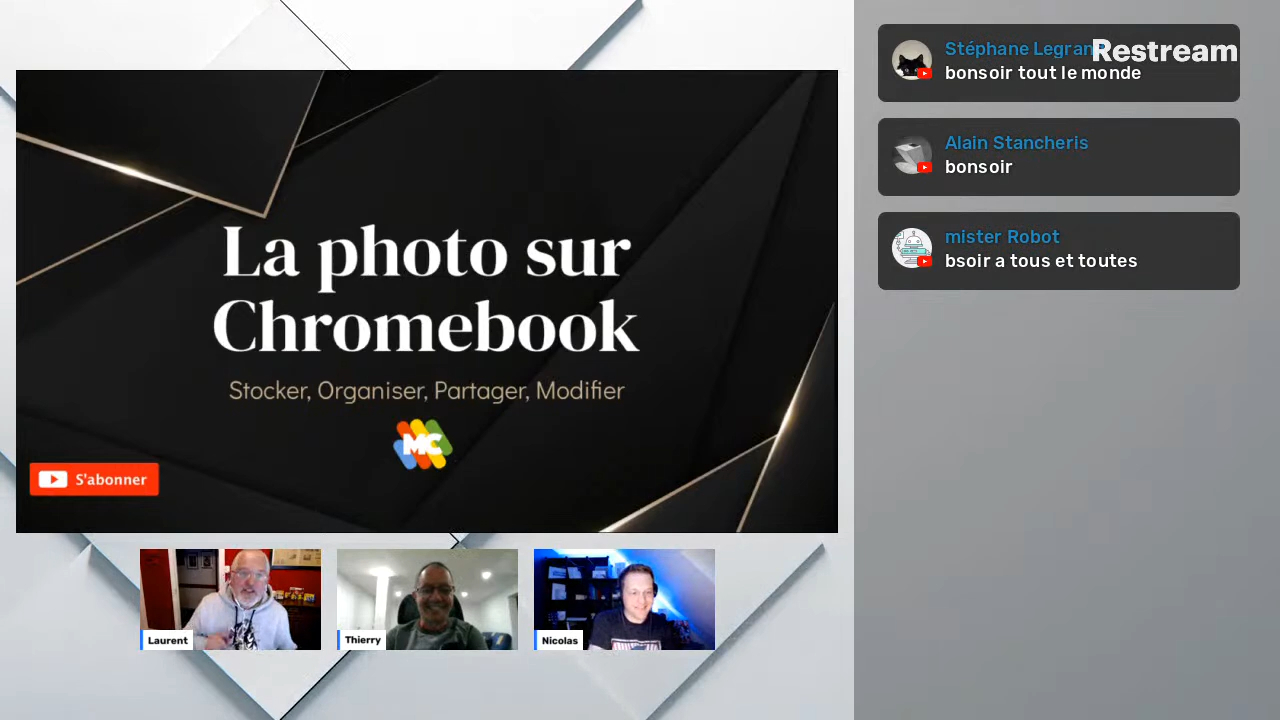 La photo sur
Chromebook
Stocker, Organiser, Partager, Modifier
MC
S'abonner
Laurent
Thierry
Nicolas
Restream
Stéphane Legran
bonsoir tout le monde
Alain Stancheris
bonsoir
mister Robot
bsoir a tous et toutes